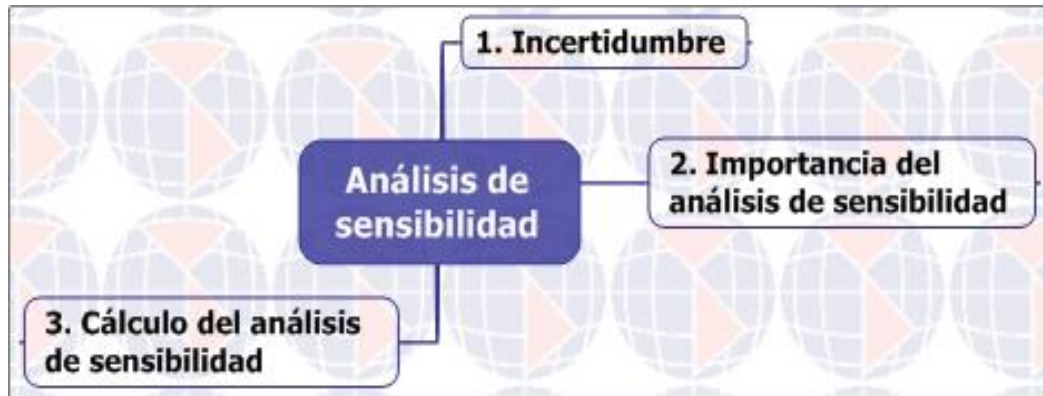 1. Incertidumbre
Análisis de
sensibilidad
2. Importancia del
análisis de sensibilidad
3. Cálculo del análisis
de sensibilidad